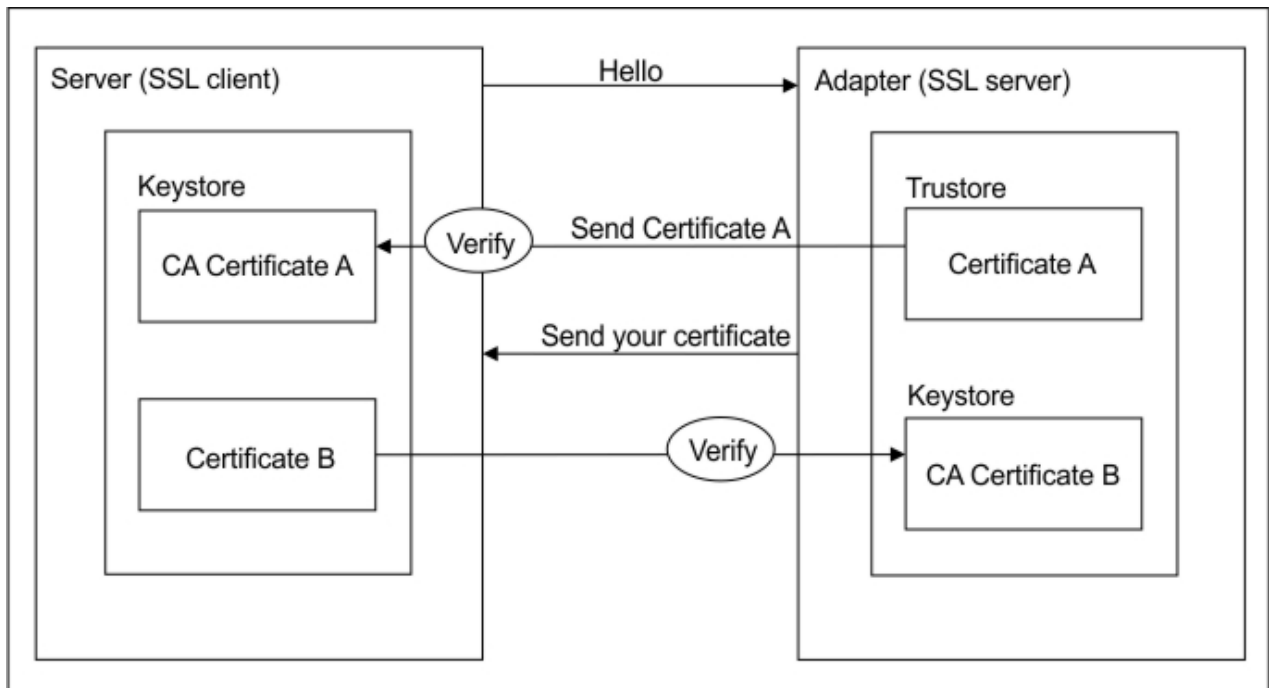 Server (SSL client)
Hello
Adapter (SSL server)
Keystore
CA Certificate A
Verify
Send Certificate A
Trustore
Certificate A
Send your certificate
Certificate B
Verify
Keystore
CA Certificate B